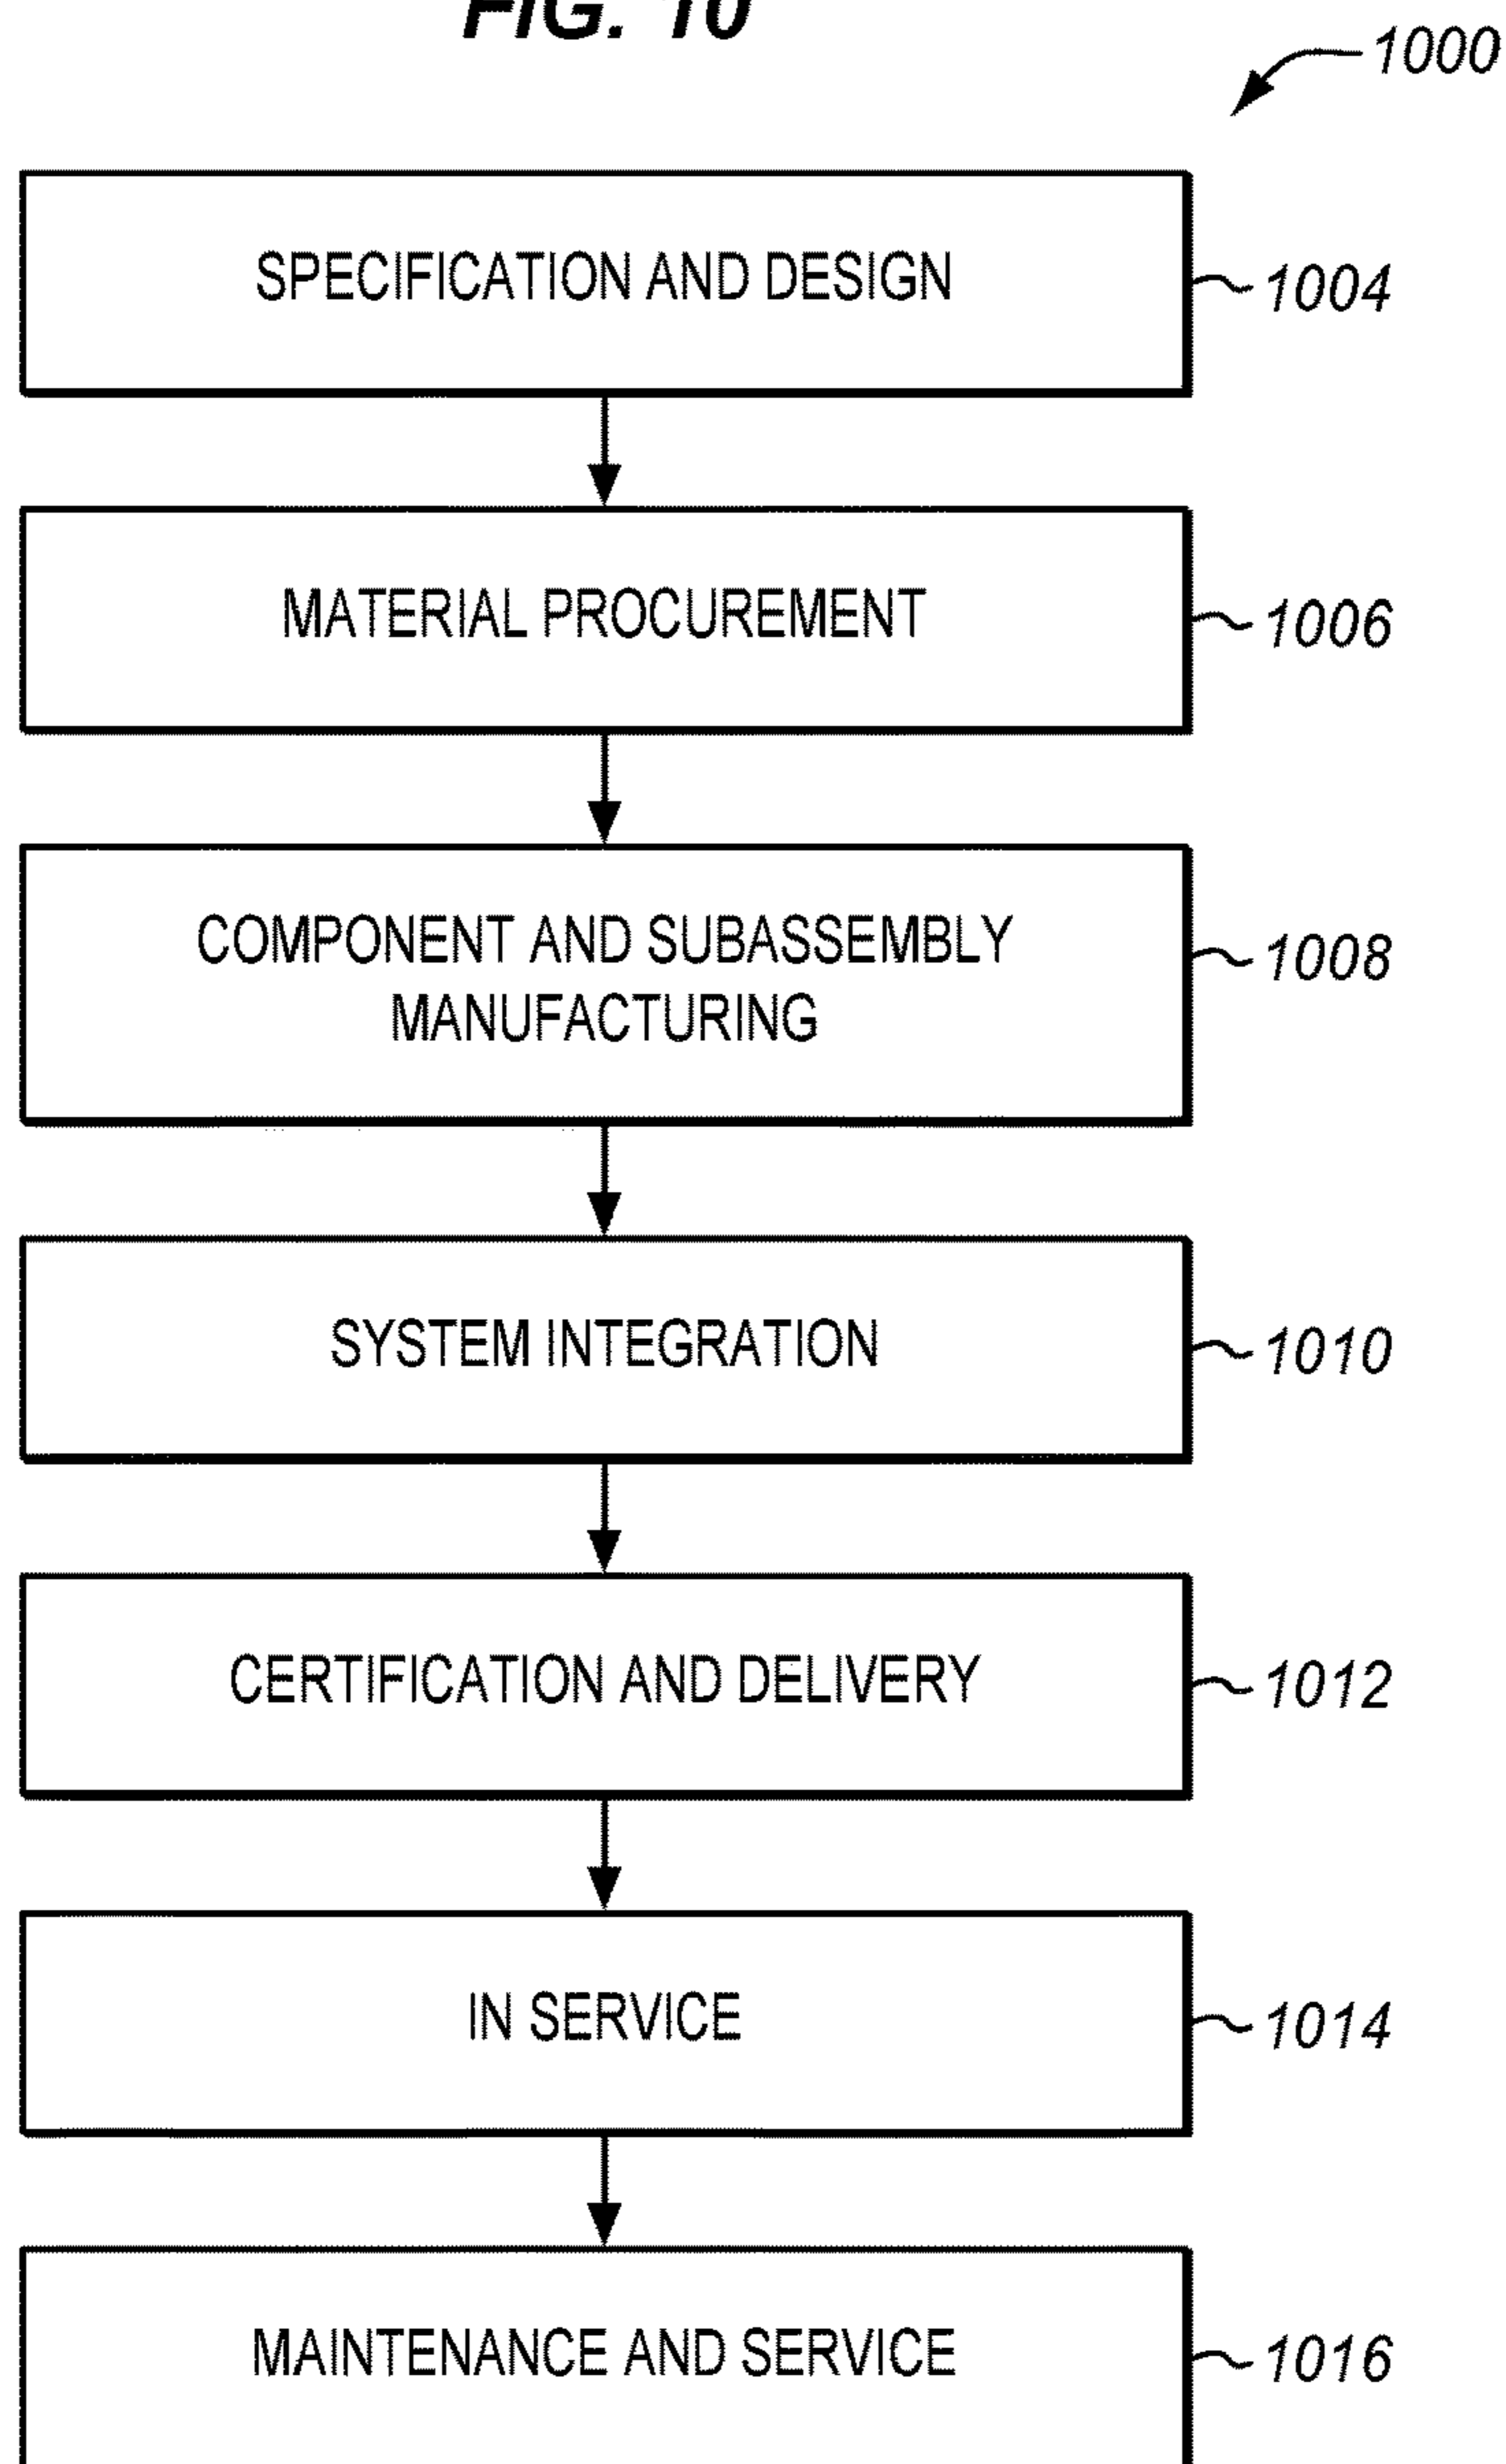 FIG. 10
1000
SPECIFICATION AND DESIGN
1004
MATERIAL PROCUREMENT
1006
COMPONENT AND SUBASSEMBLY
MANUFACTURING
1008
SYSTEM INTEGRATION
1010
CERTIFICATION AND DELIVERY
1012
IN SERVICE
1014
MAINTENANCE AND SERVICE
1016